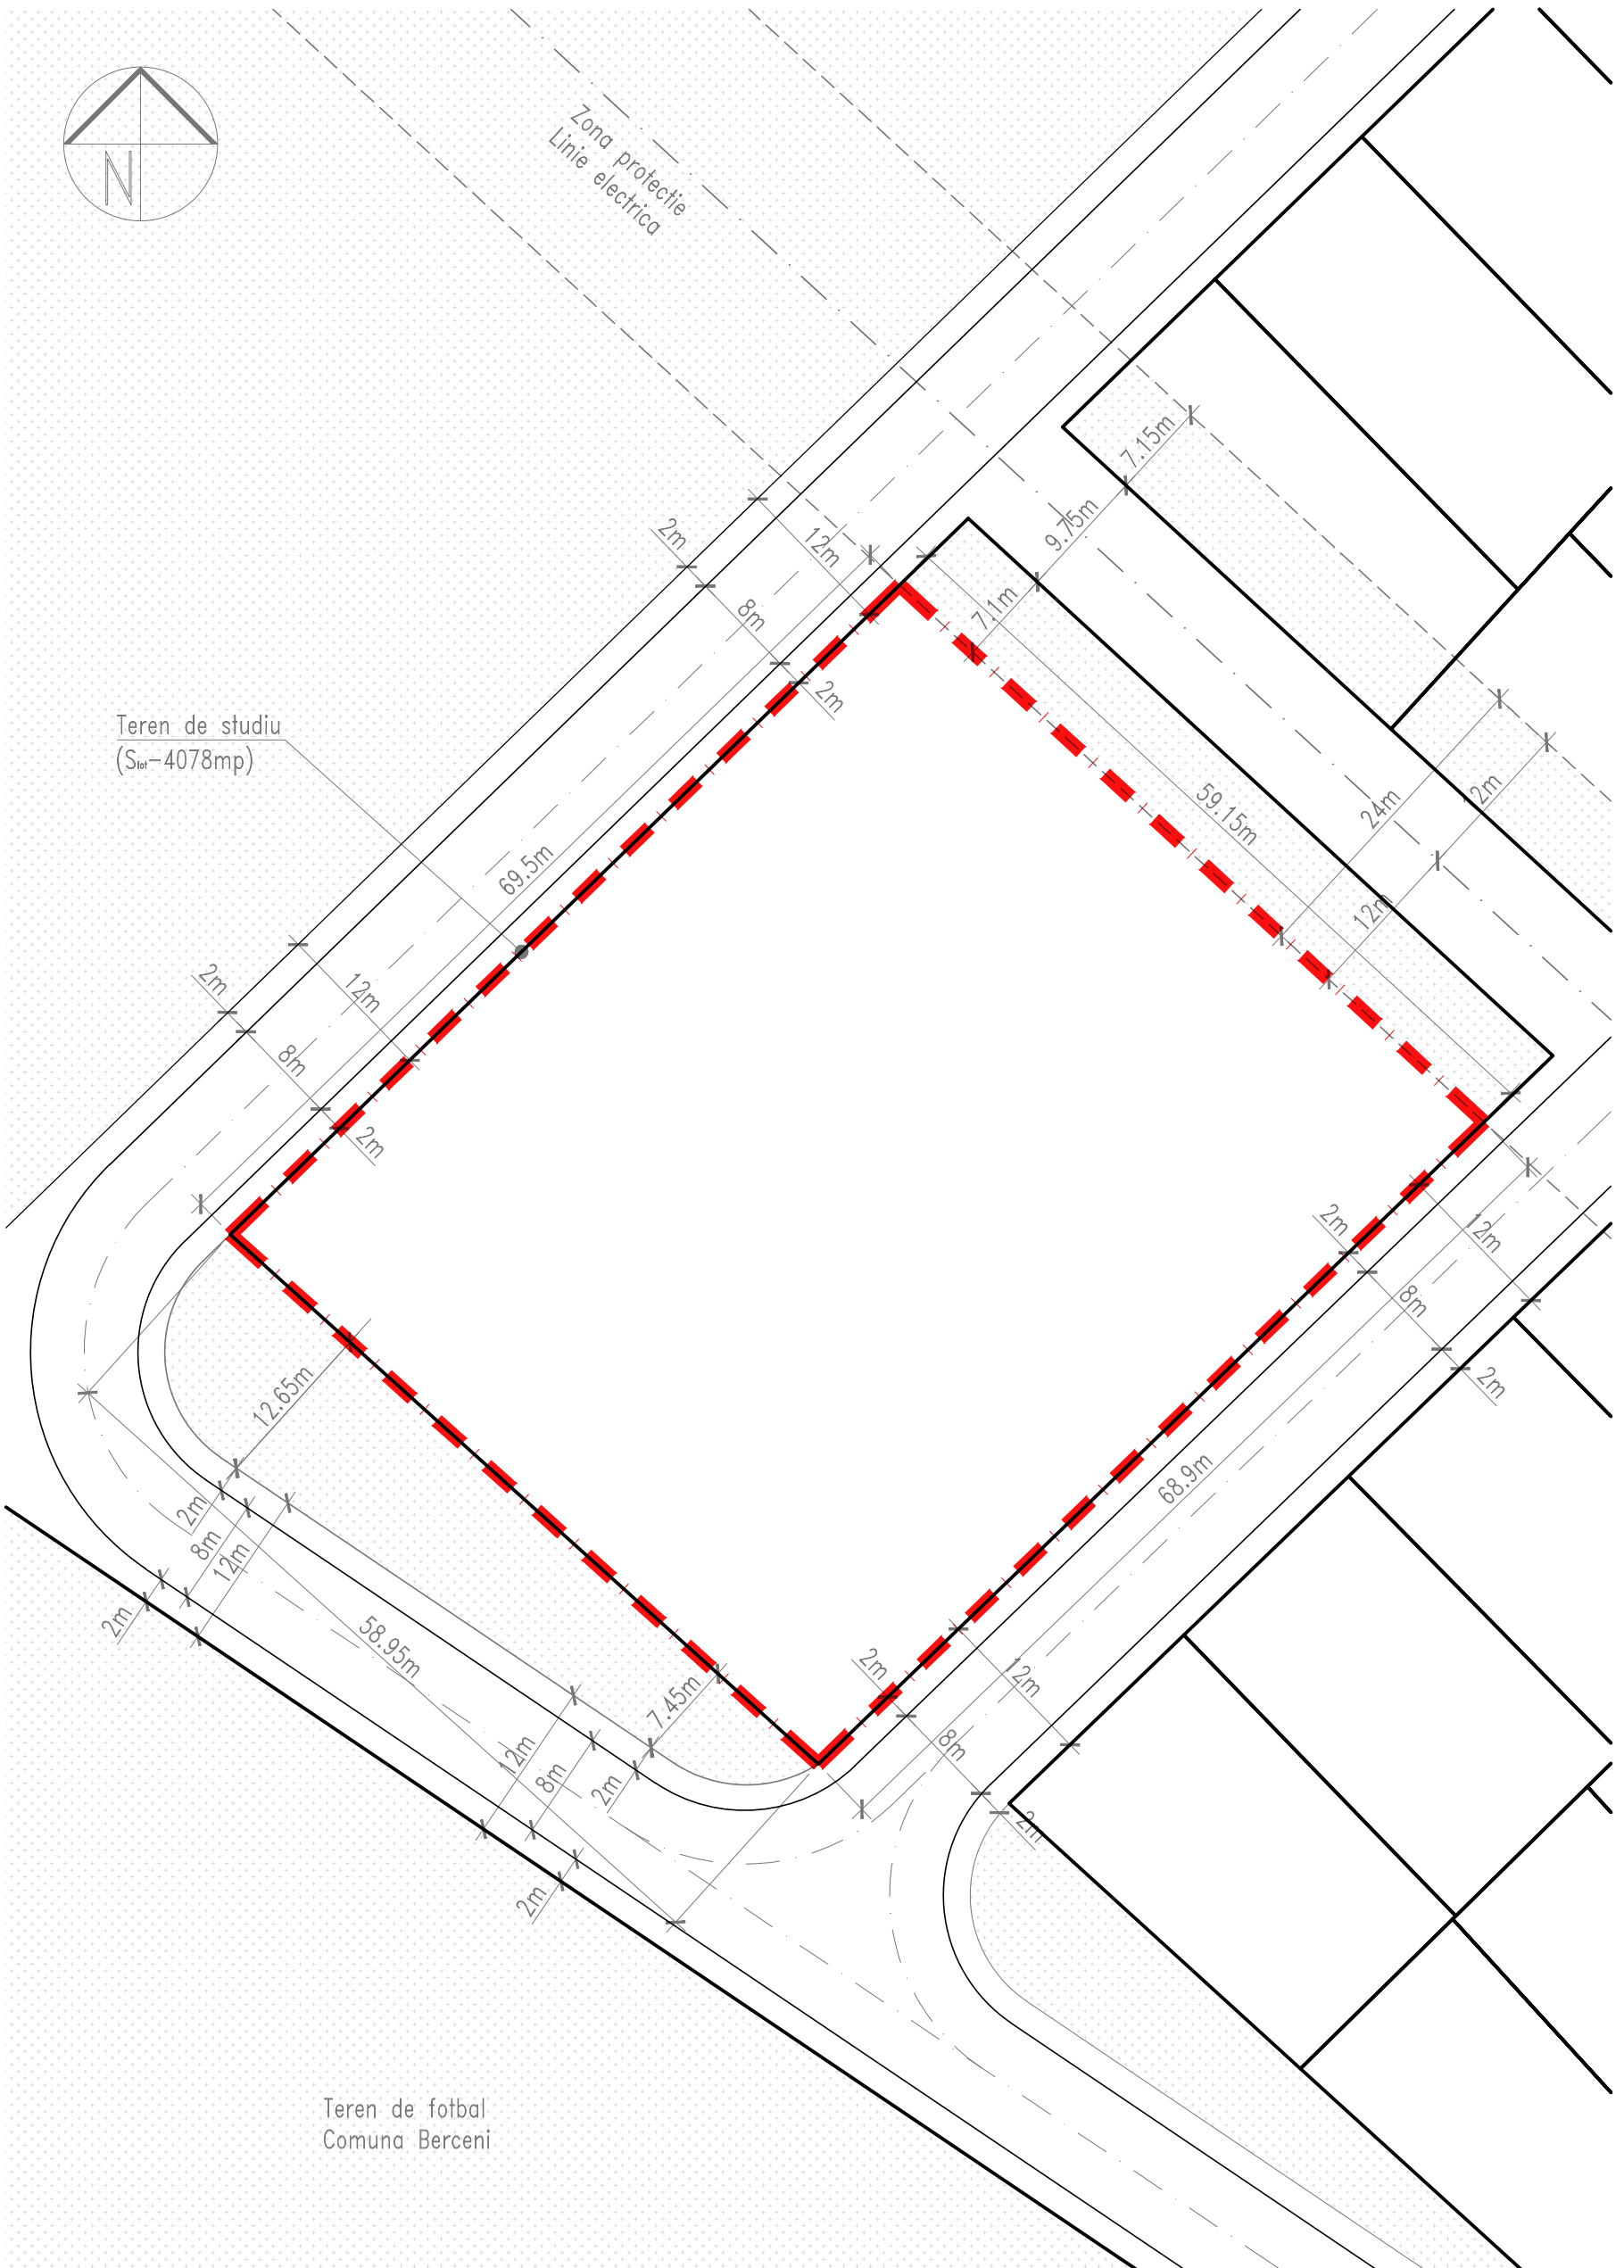 N
Zona protectie
Linie electrica
7.15m
9.75m
7.1m
12m
2m
8m
2m
Teren de studiu
(Stot-4078mp)
69.5m
59.15m
24m
12m
12m
2m
12m
8m
2m
2m
12m
8m
2m
12.65m
68.9m
2m
8m
12m
2m
58.95m
7.45m
12m
8m
2m
2m
2m
12m
8m
2m
Teren de fotbal
Comuna Berceni